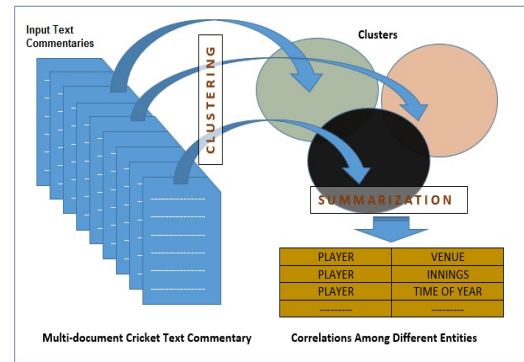 Input Text
Commentaries
Clusters
CLUSTERING
SUMMARIZATION
PLAYER VENUE
PLAYER INNINGS
PLAYER TIME OF YEAR
--------- ---------
Multi-document Cricket Text Commentary
Correlations Among Different Entities